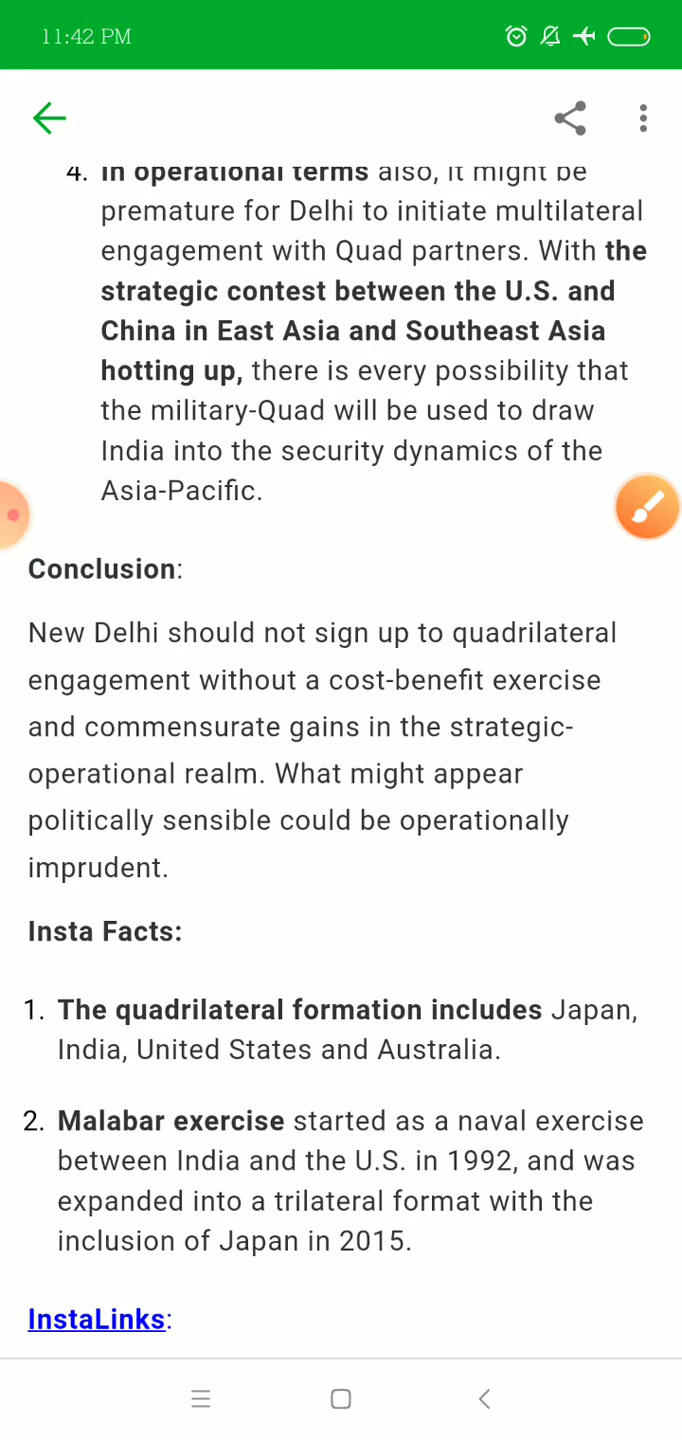 11:42 PM
4. In operational terms also, it might be
premature for Delhi to initiate multilateral
engagement with Quad partners. With the
strategic contest between the U.S. and
China in East Asia and Southeast Asia
hotting up, there is every possibility that
the military-Quad will be used to draw
India into the security dynamics of the
Asia-Pacific.
Conclusion:
New Delhi should not sign up to quadrilateral
engagement without a cost-benefit exercise
and commensurate gains in the strategic-
operational realm. What might appear
politically sensible could be operationally
imprudent.
Insta Facts:
1. The quadrilateral formation includes Japan,
India, United States and Australia.
2. Malabar exercise started as a naval exercise
between India and the U.S. in 1992, and was
expanded into a trilateral format with the
inclusion of Japan in 2015.
InstaLinks: